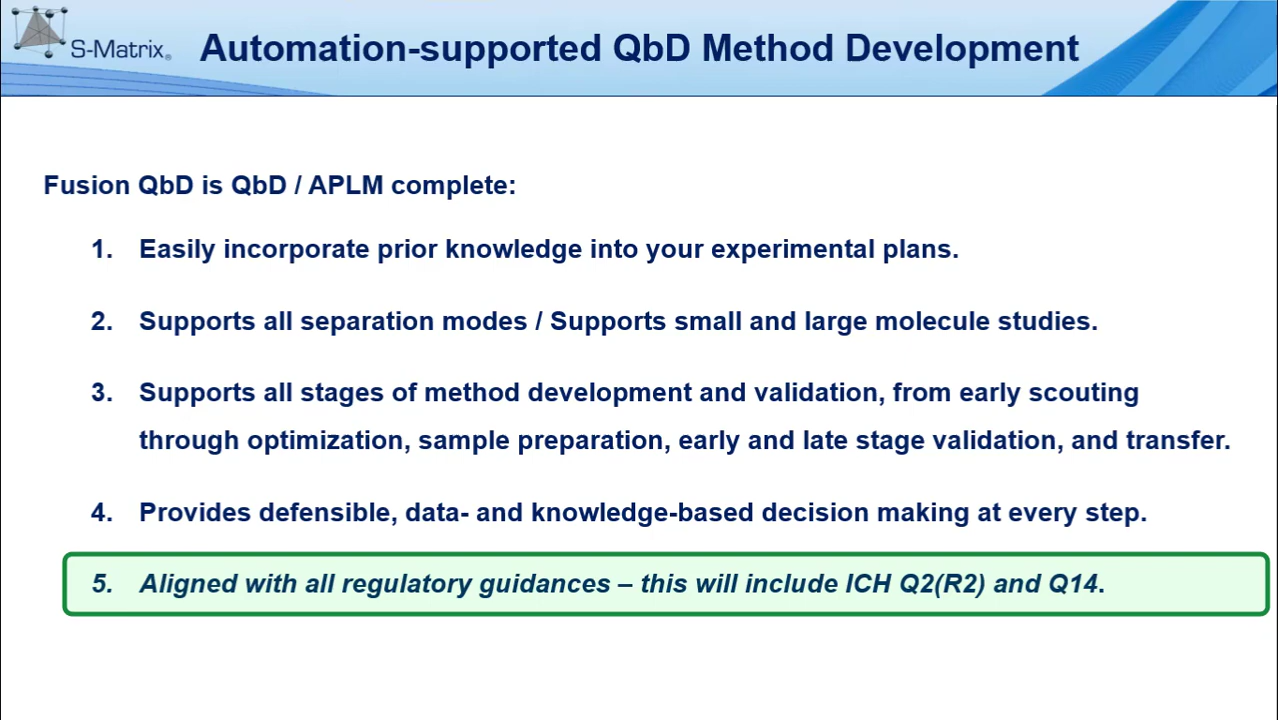 S-Matrix®
Automation-supported QbD Method Development
Fusion QbD is QbD / APLM complete:
1. Easily incorporate prior knowledge into your experimental plans.
2. Supports all separation modes / Supports small and large molecule studies.
3. Supports all stages of method development and validation, from early scouting
through optimization, sample preparation, early and late stage validation, and transfer.
4. Provides defensible, data- and knowledge-based decision making at every step.
5. Aligned with all regulatory guidances – this will include ICH Q2(R2) and Q14.